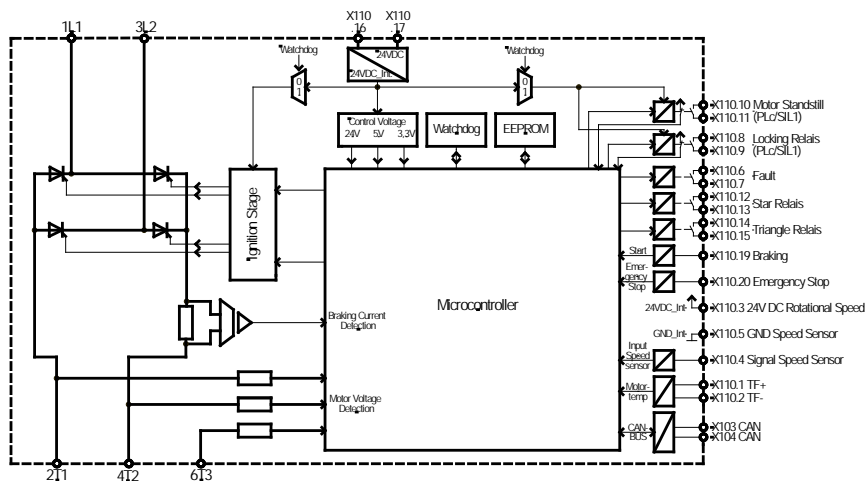 1L1
3L2
X110
.16
X110
.17
Watchdog
24VDC
24VDC_Int.
Watchdog
0
1
0
1
Control Voltage
24V 5V 3,3V
Watchdog
EEPROM
X110.10 Motor Standstill
X110.11 (PLc/SIL1)
X110.8 Locking Relais
X110.9 (PLc/SIL1)
X110.6
Fault
X110.7
X110.12
Star Relais
X110.13
X110.14
Triangle Relais
X110.15
Ignition Stage
Microcontroller
Start
X110.19 Braking
Emer-
gency
Stop
X110.20 Emergency Stop
24VDC_Int.
X110.3 24V DC Rotational Speed
GND_Int.
X110.5 GND Speed Sensor
Input
Speed
sensor
X110.4 Signal Speed Sensor
Braking Current
Detection
Motor Voltage
Detection
Motor-
temp
X110.1 TF+
X110.2 TF-
CAN-
BUS
X103 CAN
X104 CAN
2T1
4T2
6T3